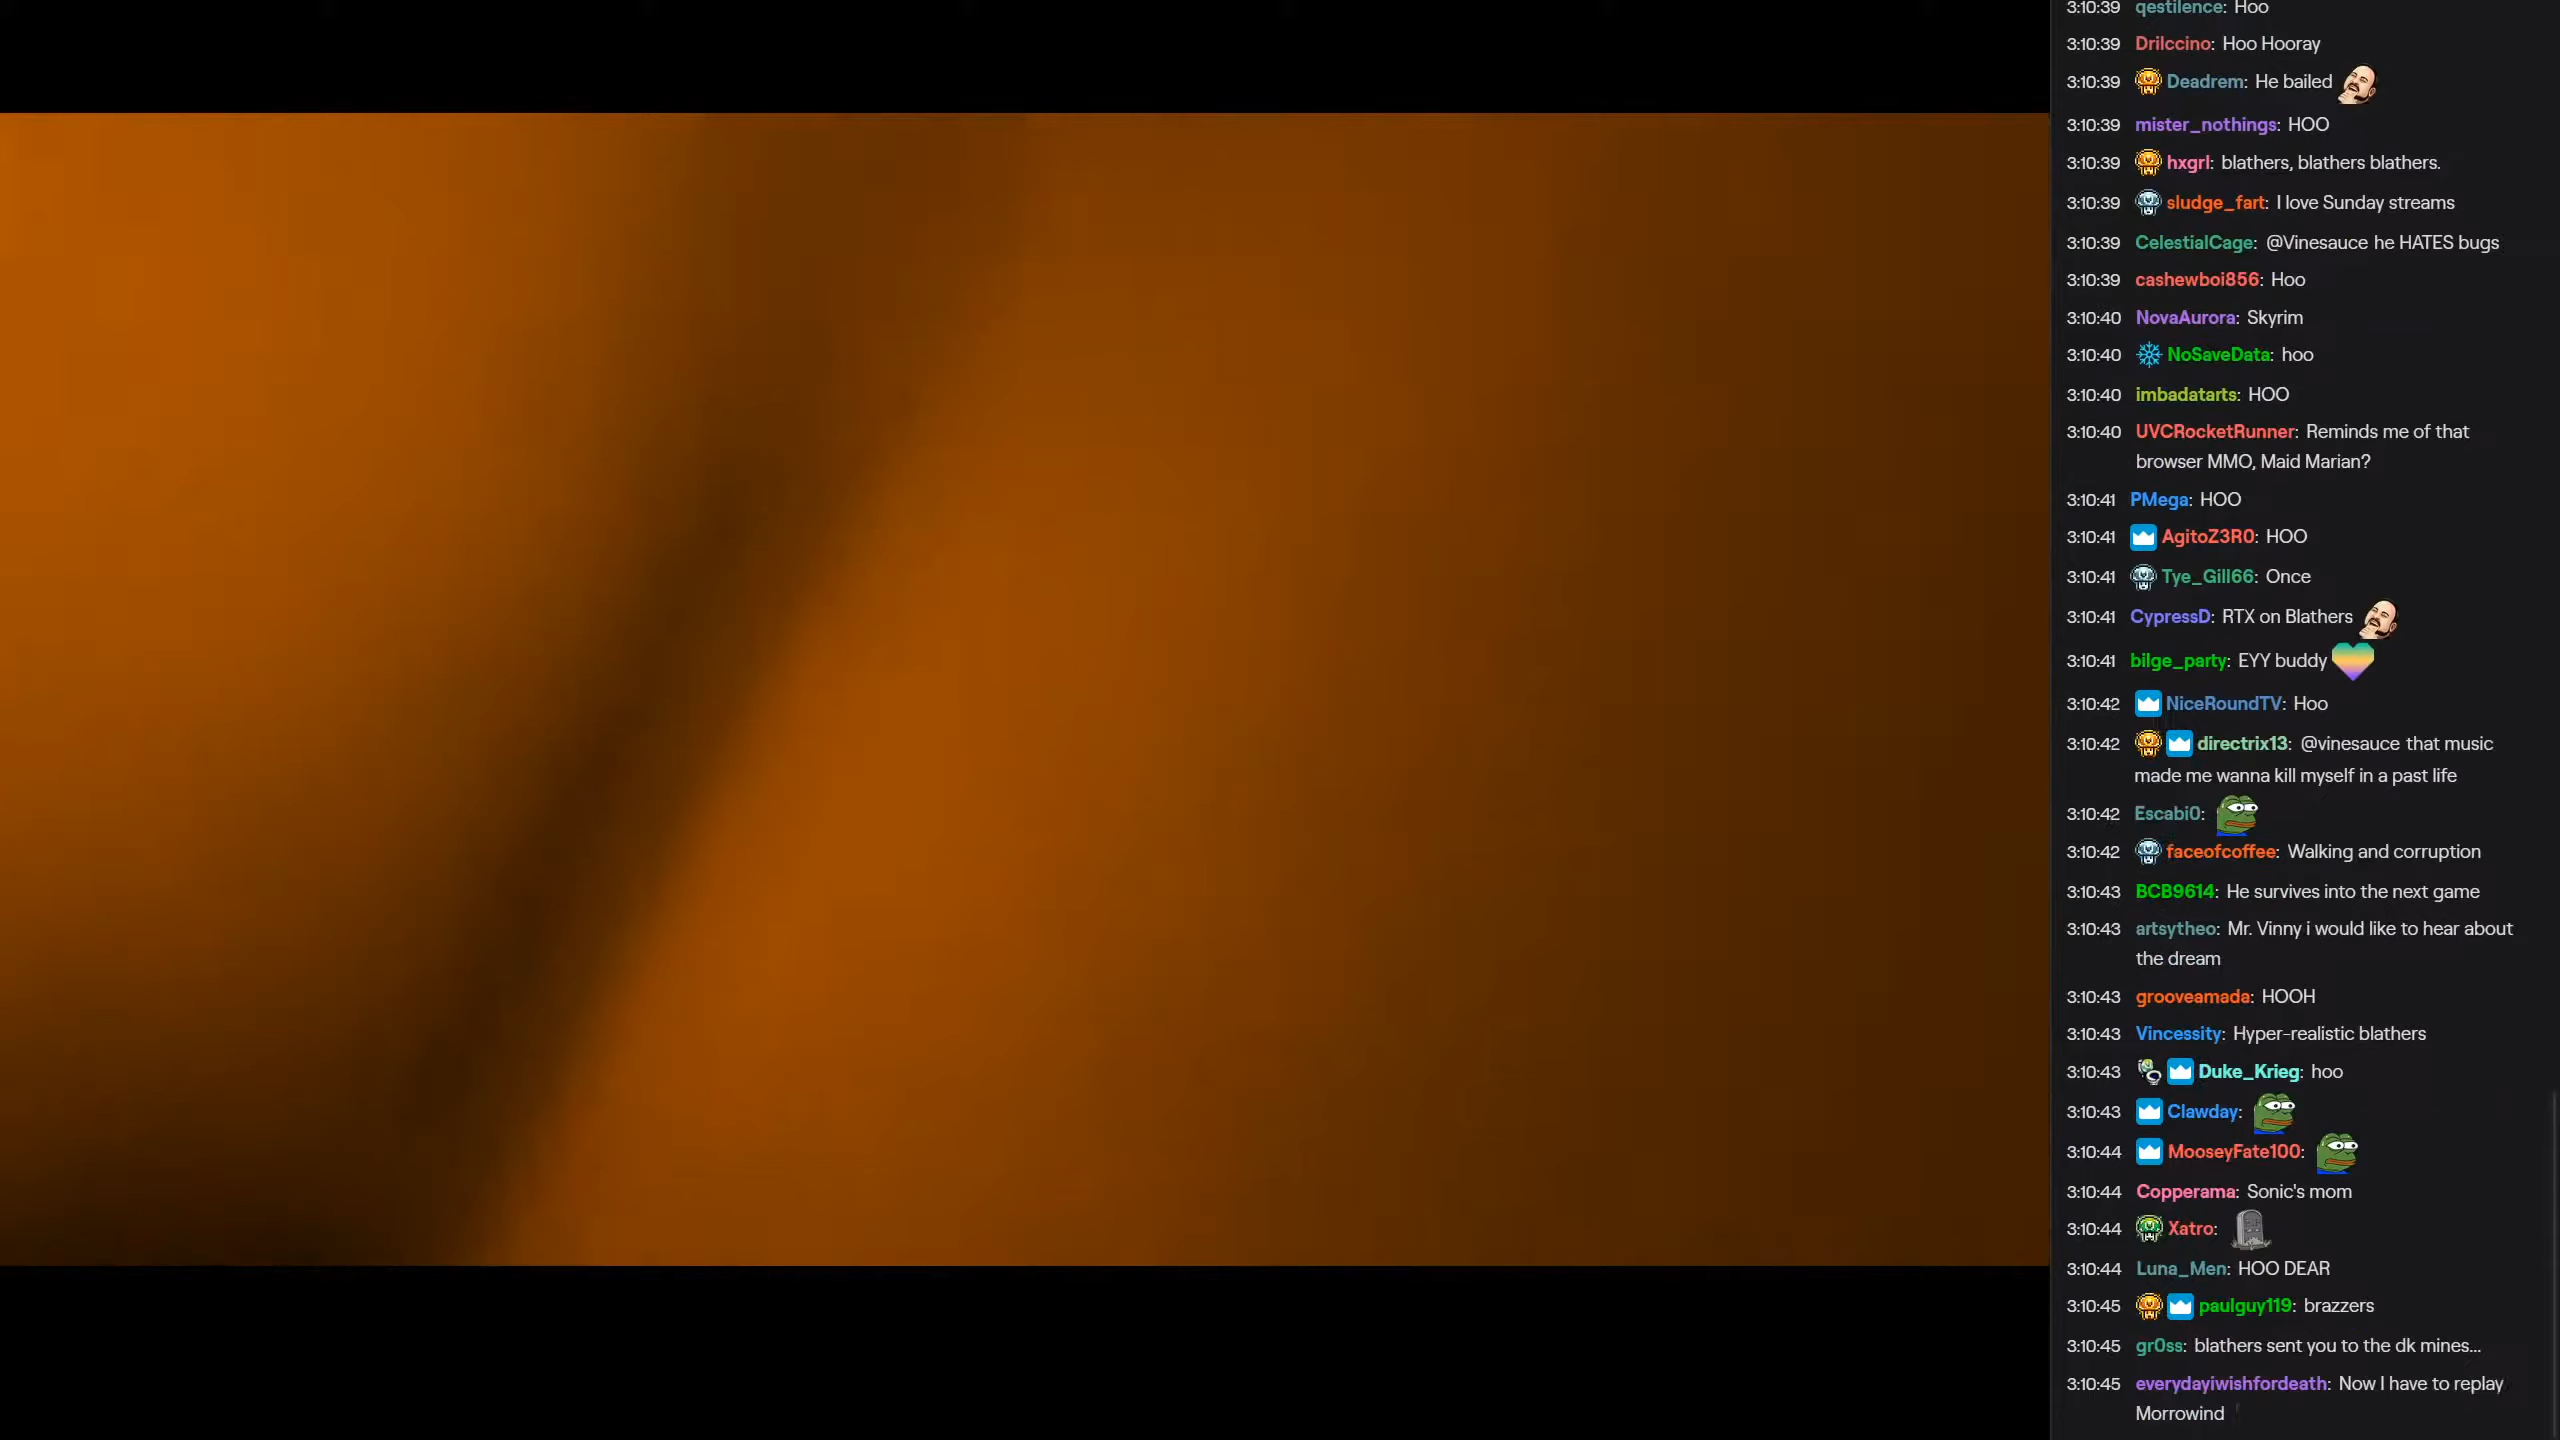 3:10:39 qestilence: Hoo
3:10:39 Drilccino: Hoo Hooray
3:10:39 Deadrem: He bailed
3:10:39 mister_nothings: HOO
3:10:39 hxgrl: blathers, blathers blathers.
3:10:39 sludge_fart: I love Sunday streams
3:10:39 CelestialCage: @Vinesauce he HATES bugs
3:10:39 cashewboi856: Hoo
3:10:40 NovaAurora: Skyrim
3:10:40 NoSaveData: hoo
3:10:40 imbadatarts: HOO
3:10:40 UVCRocketRunner: Reminds me of that
browser MMO, Maid Marian?
3:10:41 PMega: HOO
3:10:41 AgitoZ3R0: HOO
3:10:41 Tye_Gill66: Once
3:10:41 CypressD: RTX on Blathers
3:10:41 bilge_party: EYY buddy
3:10:42 NiceRoundTV: Hoo
3:10:42 directrix13: @vinesauce that music
made me wanna kill myself in a past life
3:10:42 Escabi0:
3:10:42 faceofcoffee: Walking and corruption
3:10:43 BCB9614: He survives into the next game
3:10:43 artsytheo: Mr. Vinny i would like to hear about
the dream
3:10:43 grooveamada: HOOH
3:10:43 Vincessity: Hyper-realistic blathers
3:10:43 Duke_Krieg: hoo
3:10:43 Clawday:
3:10:44 MooseyFate100:
3:10:44 Copperama: Sonic's mom
3:10:44 Xatro:
3:10:44 Luna_Men: HOO DEAR
3:10:45 paulguy119: brazzers
3:10:45 gr0ss: blathers sent you to the dk mines...
3:10:45 everydayiwishfordeath: Now I have to replay
Morrowind